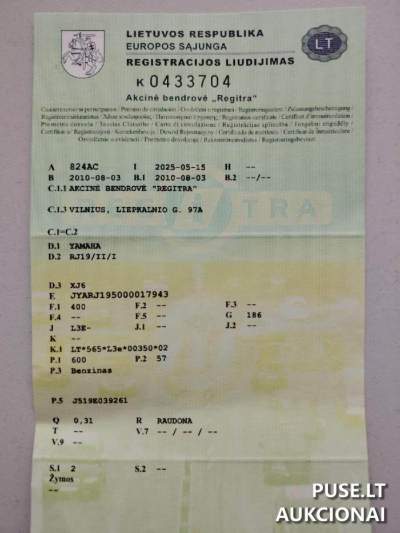 LIETUVOS RESPUBLIKA
EUROPOS SĄJUNGA
LT
REGISTRACIJOS LIUDIJIMAS
K 0433704
Akcinė bendrovė „Regitra"
A 824AC I 2025-05-15 H --
B 2010-08-03 B.1 2010-08-03 B.2 --/--
C.1.1 AKCINĖ BENDROVĖ "REGITRA"
C.1.3 VILNIUS, LIEPKALNIO G. 97A
C.1=C.2
D.1 YAMAHA
D.2 RJ19/II/I
D.3 XJ6
E JYARJ195000017943
F.1 400 F.2 -- F.3 --
F.4 -- F.5 -- G 186
J L3E- J.1 -- J.2 --
K --
K.1 LT*565*L3e*00350*02
P.1 600 P.2 57
P.3 Benzinas
P.5 J519E039261
Q 0,31 R RAUDONA
T -- V.7 -- / -- / --
V.9 --
S.1 2 S.2 --
Žymos
--
PUSE.LT
AUKCIONAI